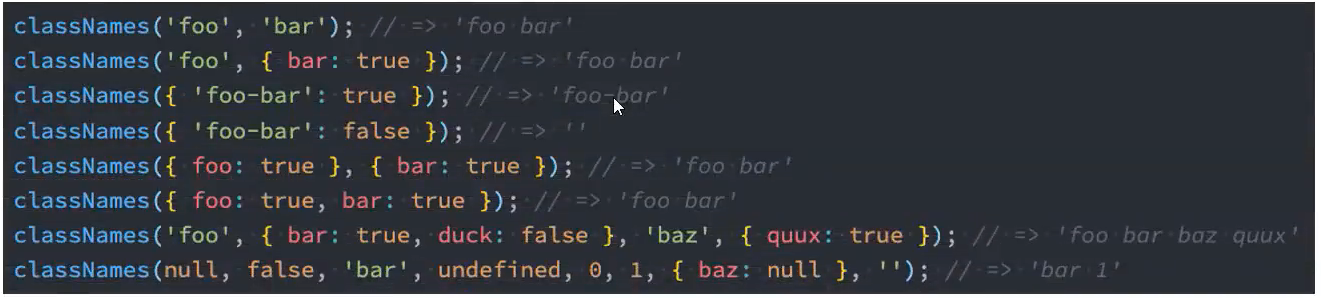 classNames('foo', 'bar'); // => 'foo bar'
classNames('foo', { bar: true }); // => 'foo bar'
classNames({ 'foo-bar': true }); // => 'foo-bar'
classNames({ 'foo-bar': false }); // => ''
classNames({ foo: true }, { bar: true }); // => 'foo bar'
classNames({ foo: true, bar: true }); // => 'foo bar'
classNames('foo', { bar: true, duck: false }, 'baz', { quux: true }); // => 'foo bar baz quux'
classNames(null, false, 'bar', undefined, 0, 1, { baz: null }, ''); // => 'bar 1'